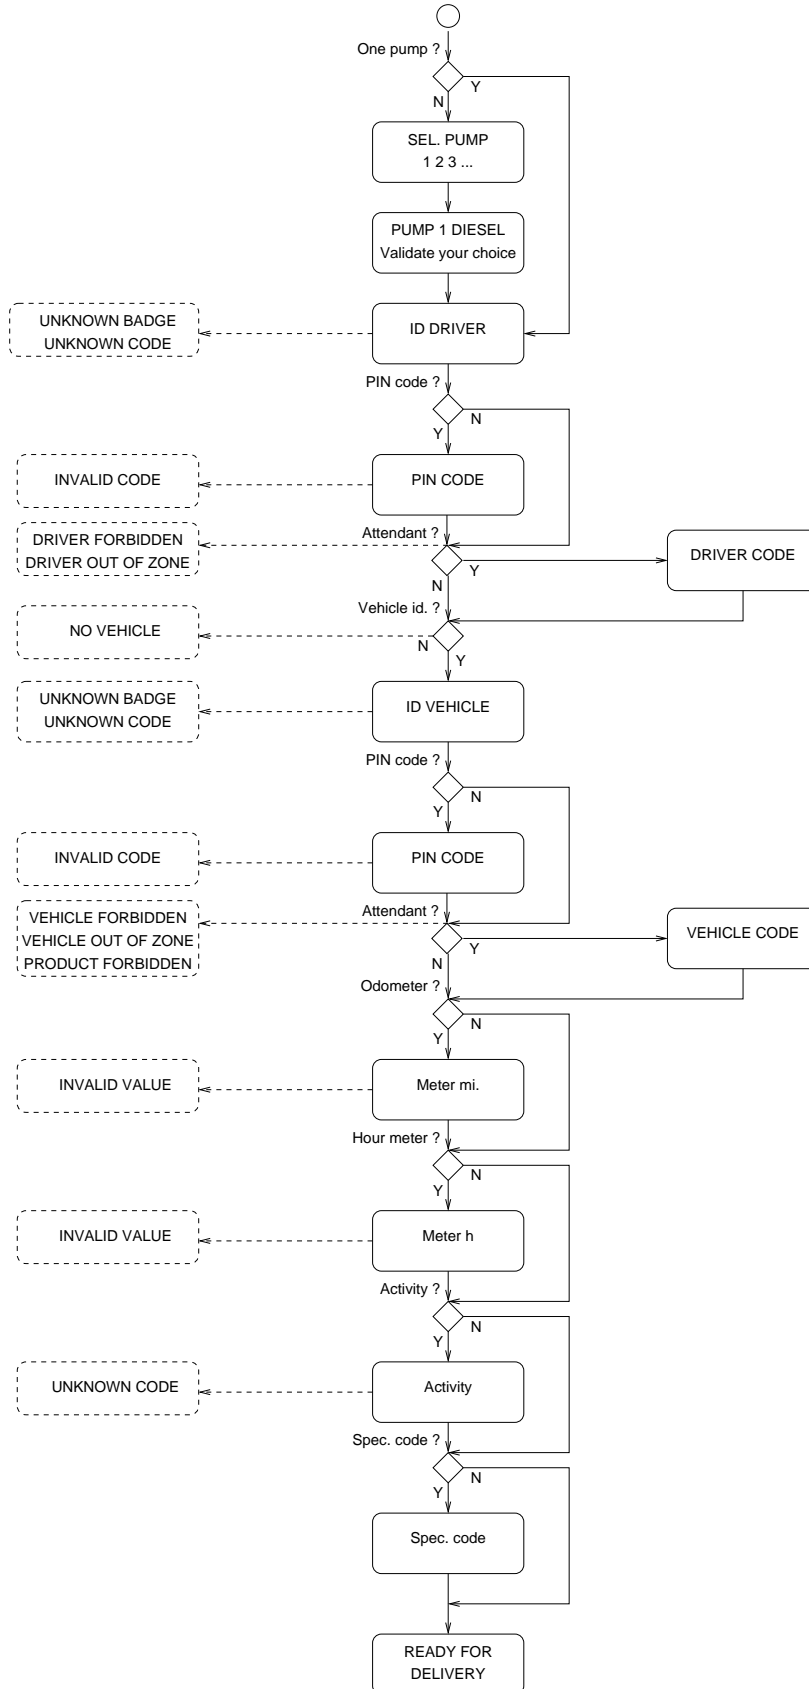 One pump ?
Y
N
SEL. PUMP
1 2 3 ...
PUMP 1 DIESEL
Validate your choice
UNKNOWN BADGE
UNKNOWN CODE
ID DRIVER
PIN code ?
N
Y
INVALID CODE
PIN CODE
DRIVER FORBIDDEN
DRIVER OUT OF ZONE
Attendant ?
Y
N
DRIVER CODE
Vehicle id. ?
NO VEHICLE
N
Y
UNKNOWN BADGE
UNKNOWN CODE
ID VEHICLE
PIN code ?
N
Y
INVALID CODE
PIN CODE
VEHICLE FORBIDDEN
VEHICLE OUT OF ZONE
PRODUCT FORBIDDEN
Attendant ?
Y
N
VEHICLE CODE
Odometer ?
N
Y
INVALID VALUE
Meter mi.
Hour meter ?
N
Y
INVALID VALUE
Meter h
Activity ?
N
Y
UNKNOWN CODE
Activity
Spec. code ?
N
Y
Spec. code
READY FOR
DELIVERY